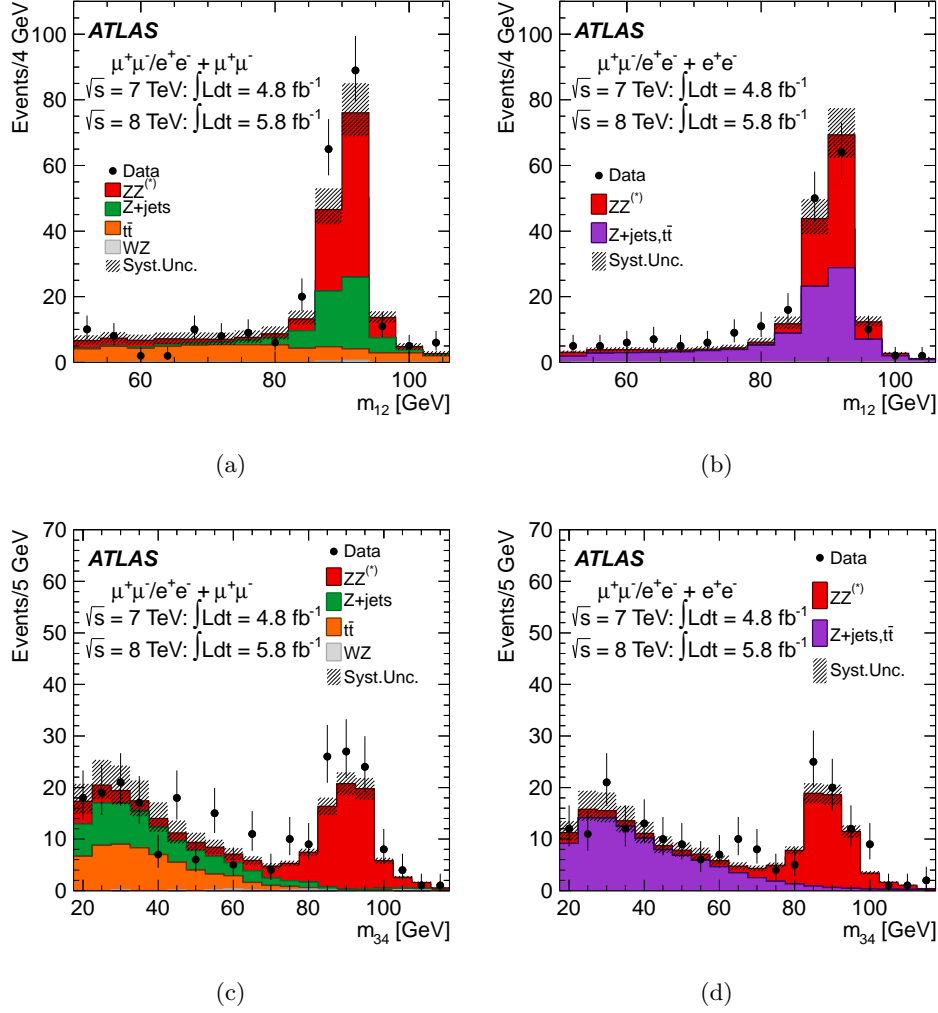 Events/4 GeV
100
80
60
40
20
0
ATLAS
μ⁺μ⁻/e⁺e⁻ + μ⁺μ⁻
√s = 7 TeV: ∫Ldt = 4.8 fb⁻¹
√s = 8 TeV: ∫Ldt = 5.8 fb⁻¹
Data
ZZ⁽*⁾
Z+jets
tt̄
WZ
Syst.Unc.
60 80 100
m₁₂ [GeV]
(a)
Events/4 GeV
100
80
60
40
20
0
ATLAS
μ⁺μ⁻/e⁺e⁻ + e⁺e⁻
√s = 7 TeV: ∫Ldt = 4.8 fb⁻¹
√s = 8 TeV: ∫Ldt = 5.8 fb⁻¹
Data
ZZ⁽*⁾
Z+jets,tt̄
Syst.Unc.
60 80 100
m₁₂ [GeV]
(b)
Events/5 GeV
70
60
50
40
30
20
10
0
ATLAS
μ⁺μ⁻/e⁺e⁻ + μ⁺μ⁻
√s = 7 TeV: ∫Ldt = 4.8 fb⁻¹
√s = 8 TeV: ∫Ldt = 5.8 fb⁻¹
Data
ZZ⁽*⁾
Z+jets
tt̄
WZ
Syst.Unc.
20 40 60 80 100
m₃₄ [GeV]
(c)
Events/5 GeV
70
60
50
40
30
20
10
0
ATLAS
μ⁺μ⁻/e⁺e⁻ + e⁺e⁻
√s = 7 TeV: ∫Ldt = 4.8 fb⁻¹
√s = 8 TeV: ∫Ldt = 5.8 fb⁻¹
Data
ZZ⁽*⁾
Z+jets,tt̄
Syst.Unc.
20 40 60 80 100
m₃₄ [GeV]
(d)